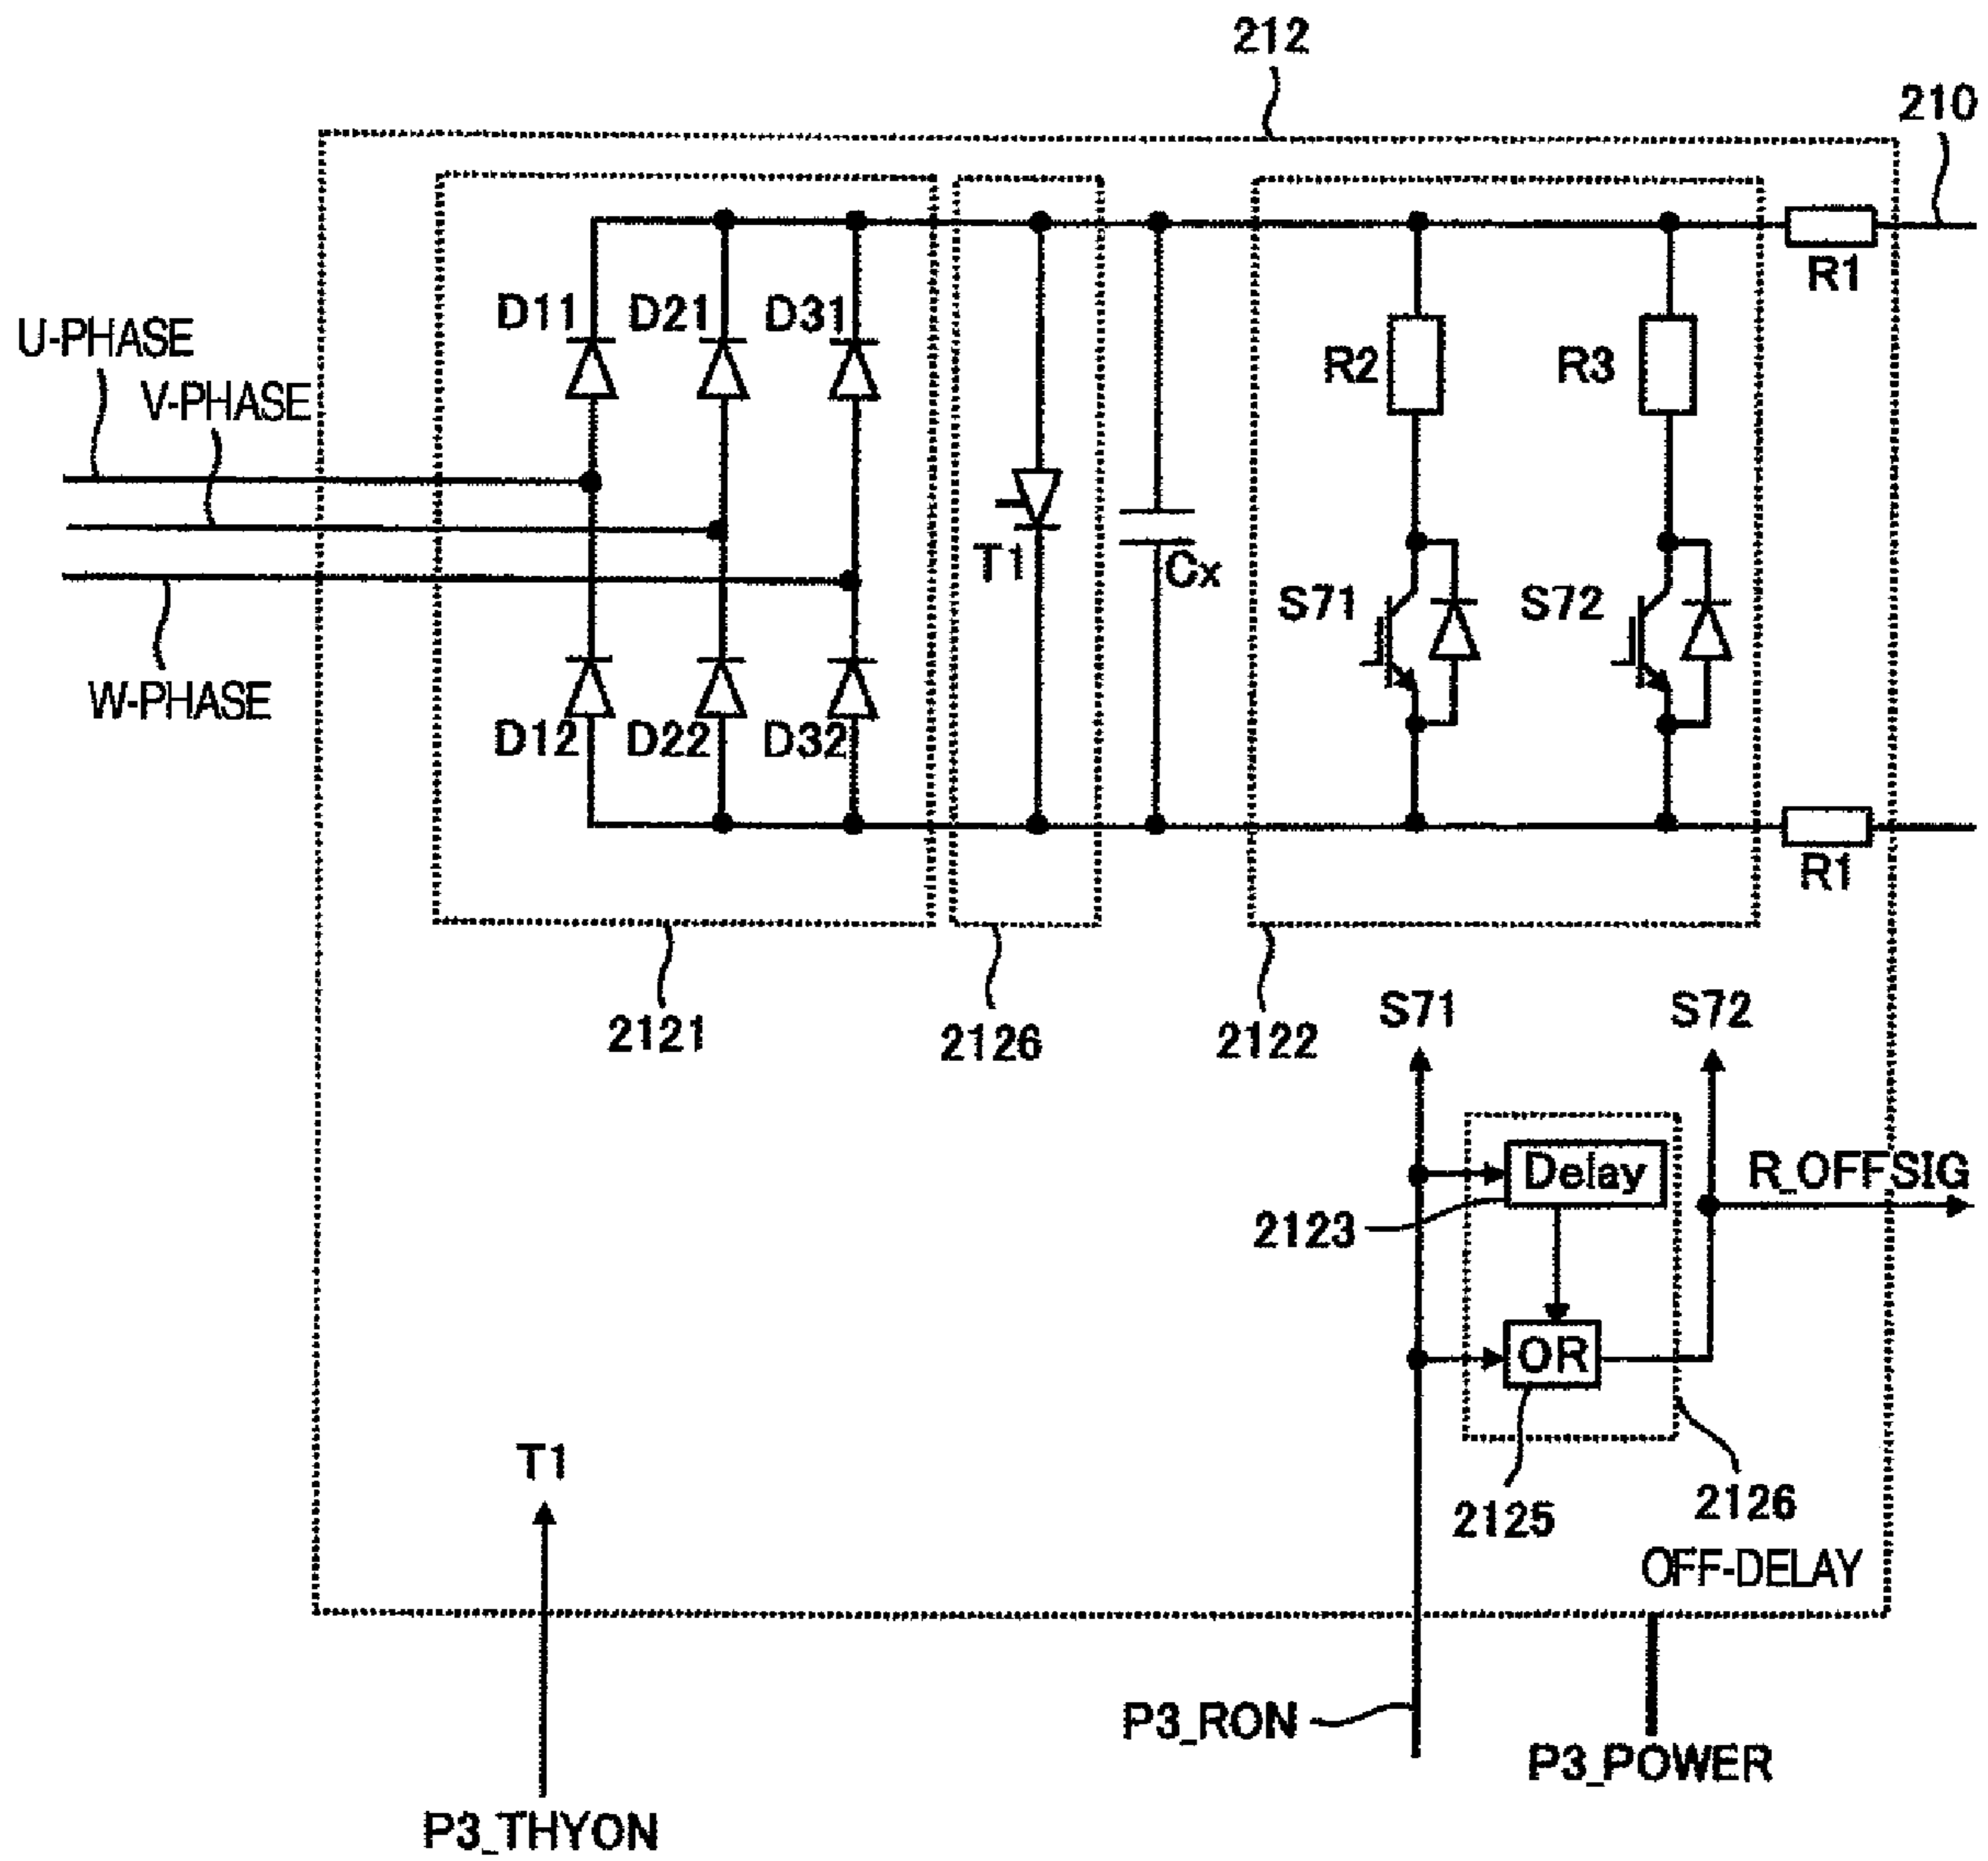 212
210
R1
D11
D21
D31
U-PHASE
V-PHASE
R2
R3
T1
Cx
S71
S72
W-PHASE
D12
D22
D32
R1
2121
2126
2122
S71
S72
Delay
R_OFFSIG
2123
OR
T1
2125
2126
OFF-DELAY
P3_RON
P3_POWER
P3_THYON